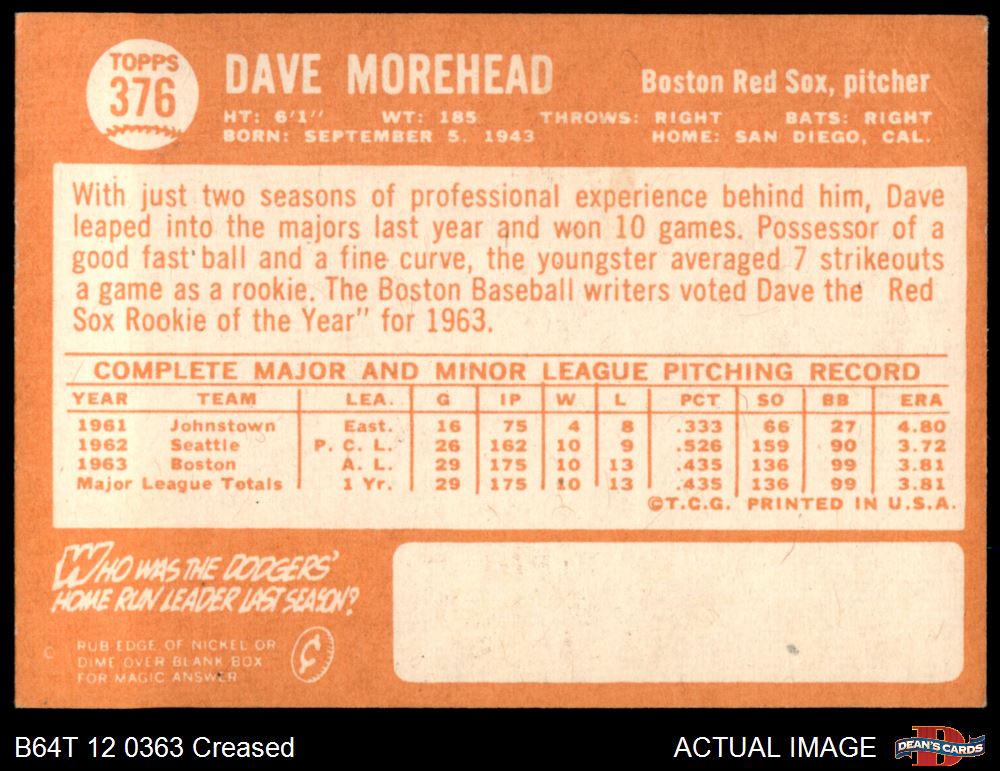 TOPPS
376
DAVE MOREHEAD
Boston Red Sox, pitcher
HT: 6'1'' WT: 185 THROWS: RIGHT BATS: RIGHT
BORN: SEPTEMBER 5, 1943 HOME: SAN DIEGO, CAL.
With just two seasons of professional experience behind him, Dave
leaped into the majors last year and won 10 games. Possessor of a
good fast ball and a fine curve, the youngster averaged 7 strikeouts
a game as a rookie. The Boston Baseball writers voted Dave the Red
Sox Rookie of the Year" for 1963.
COMPLETE MAJOR AND MINOR LEAGUE PITCHING RECORD
YEAR TEAM LEA. G IP W L PCT SO BB ERA
1961 Johnstown East. 16 75 4 8 .333 66 27 4.80
1962 Seattle P. C. L. 26 162 10 9 .526 159 90 3.72
1963 Boston A. L. 29 175 10 13 .435 136 99 3.81
Major League Totals 1 Yr. 29 175 10 13 .435 136 99 3.81
©T.C.G. PRINTED IN U.S.A.
WHO WAS THE DODGERS'
HOME RUN LEADER LAST SEASON?
RUB EDGE OF NICKEL OR
DIME OVER BLANK BOX
FOR MAGIC ANSWER
C
¢
B64T 12 0363 Creased
ACTUAL IMAGE
D
DEAN'S CARDS